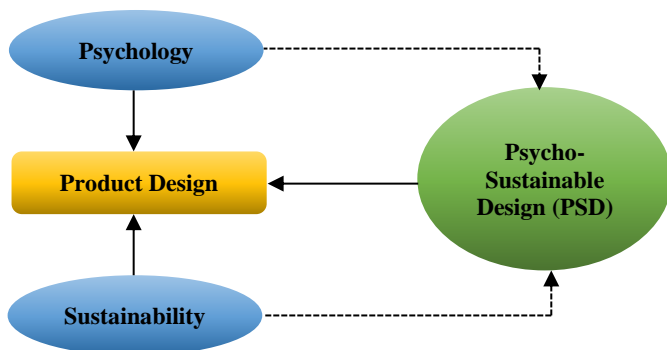 Psychology
Product Design
Psycho-
Sustainable
Design (PSD)
Sustainability